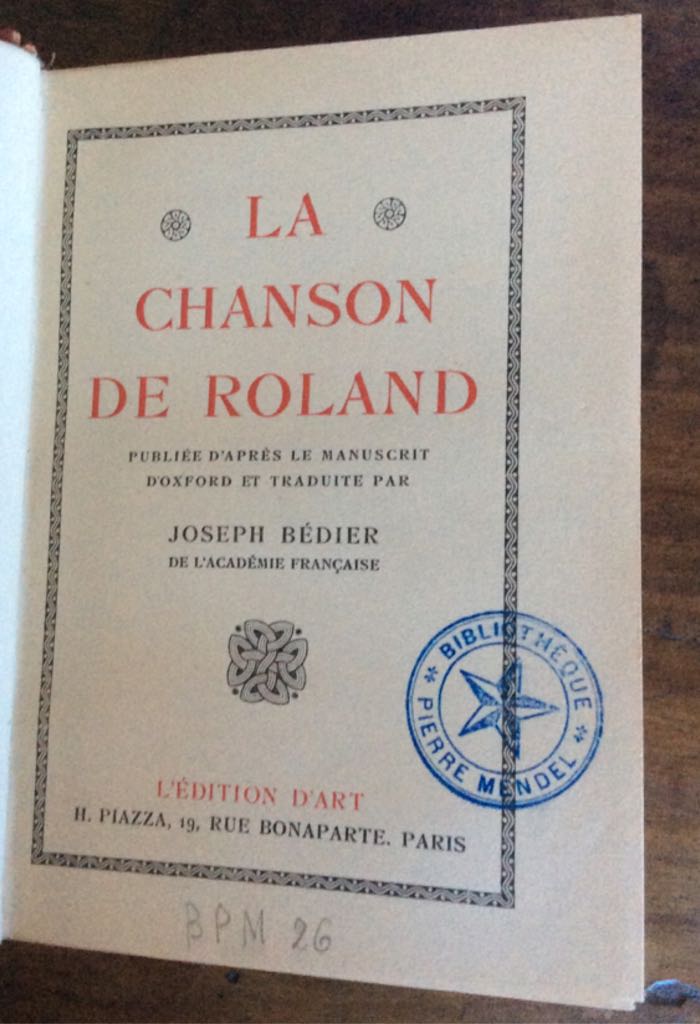 LA
CHANSON
DE ROLAND
PUBLIÉE D'APRÈS LE MANUSCRIT
D'OXFORD ET TRADUITE PAR
JOSEPH BÉDIER
DE L'ACADÉMIE FRANÇAISE
BIBLIOTHÈQUE
PIERRE MENDEL
L'ÉDITION D'ART
H. PIAZZA, 19, RUE BONAPARTE. PARIS
BPM 26